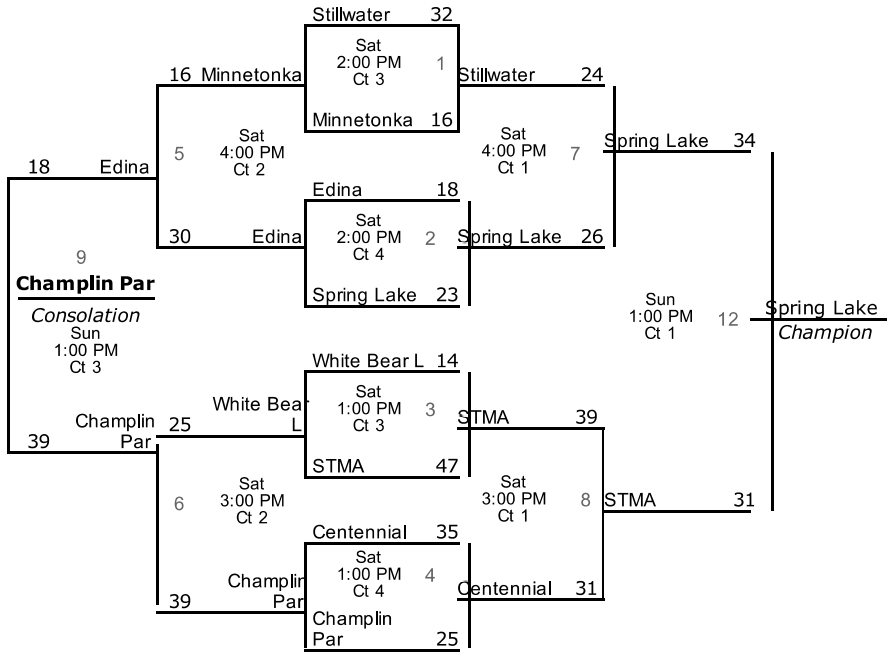 Stillwater 32
Sat
2:00 PM 1
Ct 3
16 Minnetonka
Stillwater 24
Minnetonka 16
Sat
4:00 PM
Ct 2
5
Sat
4:00 PM
Ct 1
7
Spring Lake 34
18 Edina
Edina 18
Sat
2:00 PM 2
Ct 4
30 Edina
Spring Lake 26
Spring Lake 23
9
Champlin Par
Consolation
Sun
1:00 PM
Ct 3
Sun
1:00 PM 12
Ct 1
Spring Lake
Champion
White Bear L 14
Sat
1:00 PM 3
Ct 3
25 White Bear
L
STMA 39
39 Champlin
Par
STMA 47
6
Sat
3:00 PM
Ct 2
Sat
3:00 PM 8
Ct 1
STMA 31
Centennial 35
Sat
1:00 PM 4
Ct 4
39 Champlin
Par
Centennial 31
Champlin
Par 25